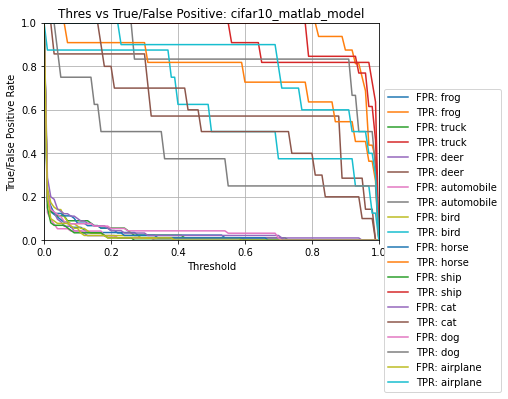 Thres vs True/False Positive: cifar10_matlab_model
True/False Positive Rate
1.0
0.8
0.6
0.4
0.2
0.0
0.0 0.2 0.4 0.6 0.8 1.0
Threshold
FPR: frog
TPR: frog
FPR: truck
TPR: truck
FPR: deer
TPR: deer
FPR: automobile
TPR: automobile
FPR: bird
TPR: bird
FPR: horse
TPR: horse
FPR: ship
TPR: ship
FPR: cat
TPR: cat
FPR: dog
TPR: dog
FPR: airplane
TPR: airplane